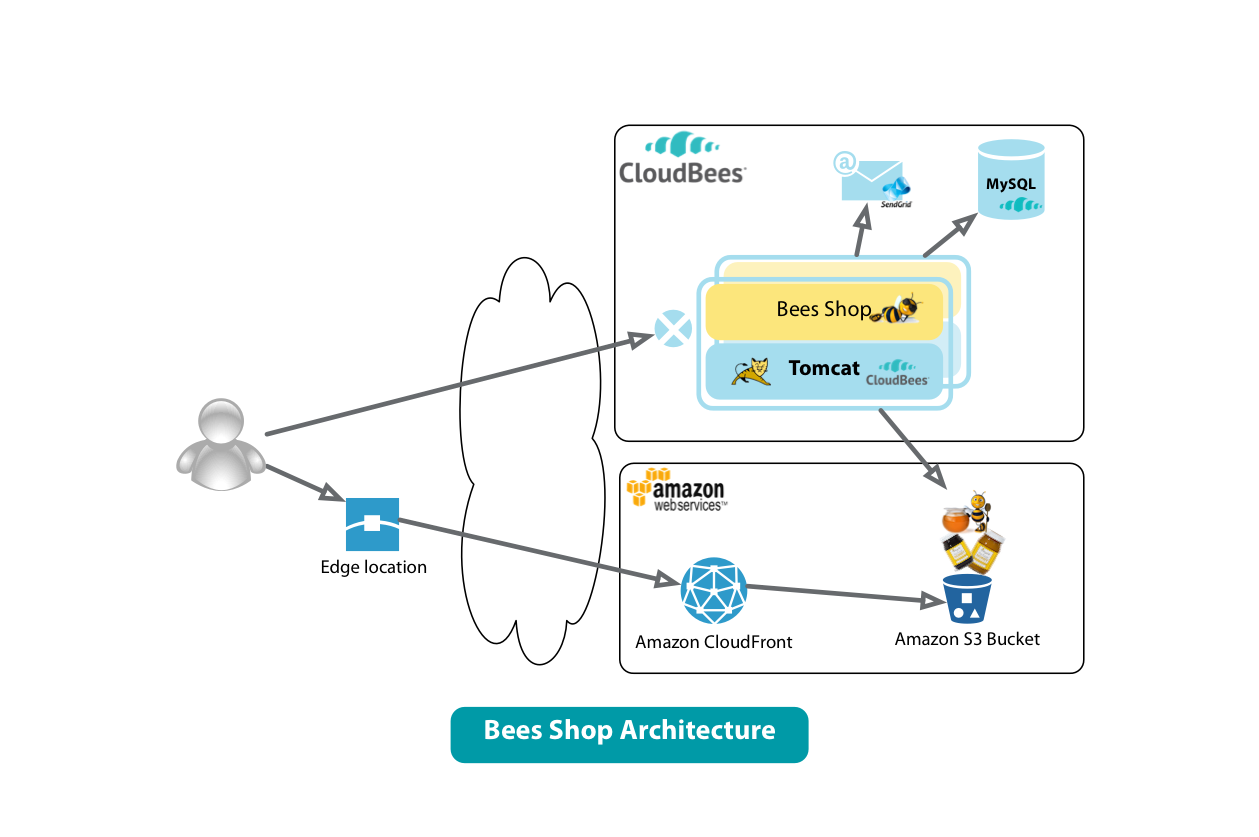 CloudBees
@
SendGrid
MySQL
Bees Shop
Tomcat
CloudBees
amazon
webservices™
Edge location
Amazon CloudFront
Amazon S3 Bucket
Bees Shop Architecture